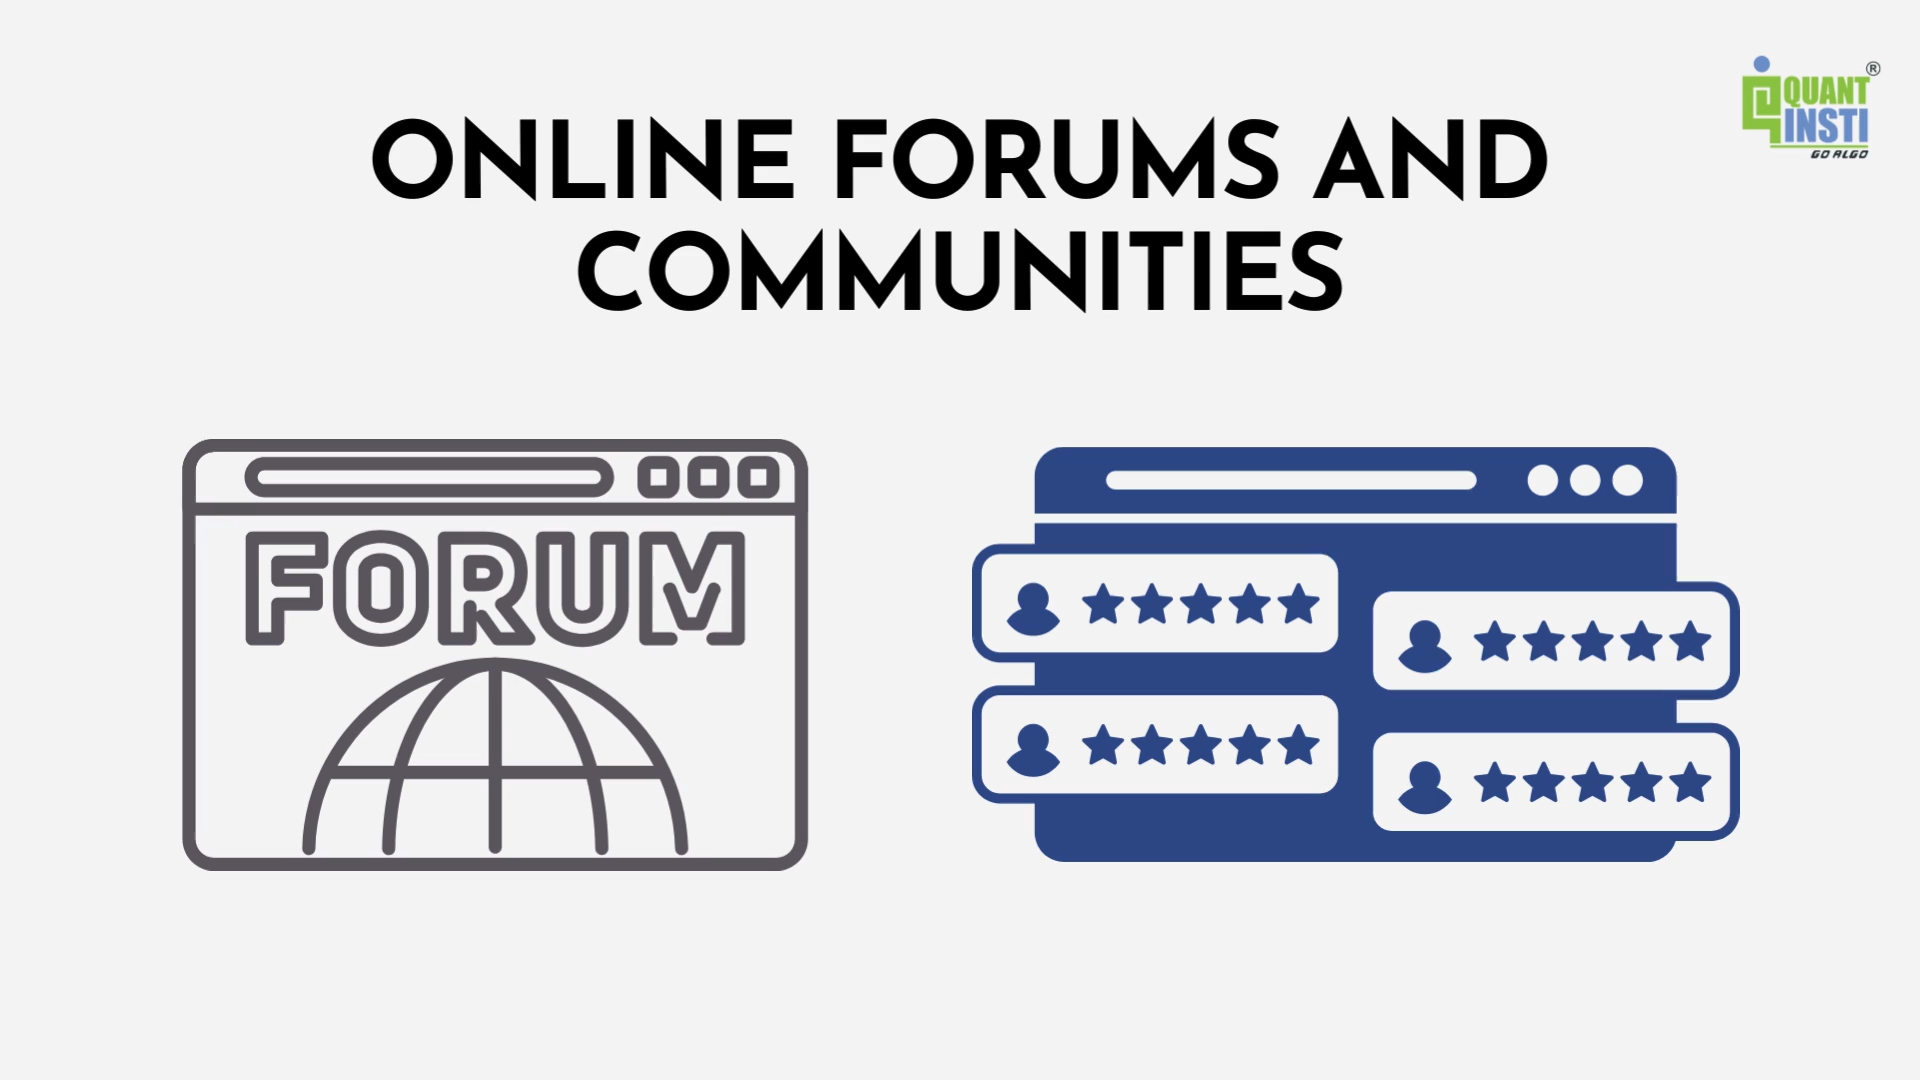 ONLINE FORUMS AND
COMMUNITIES
QUANT®
INSTI
GO ALGO
FORUM